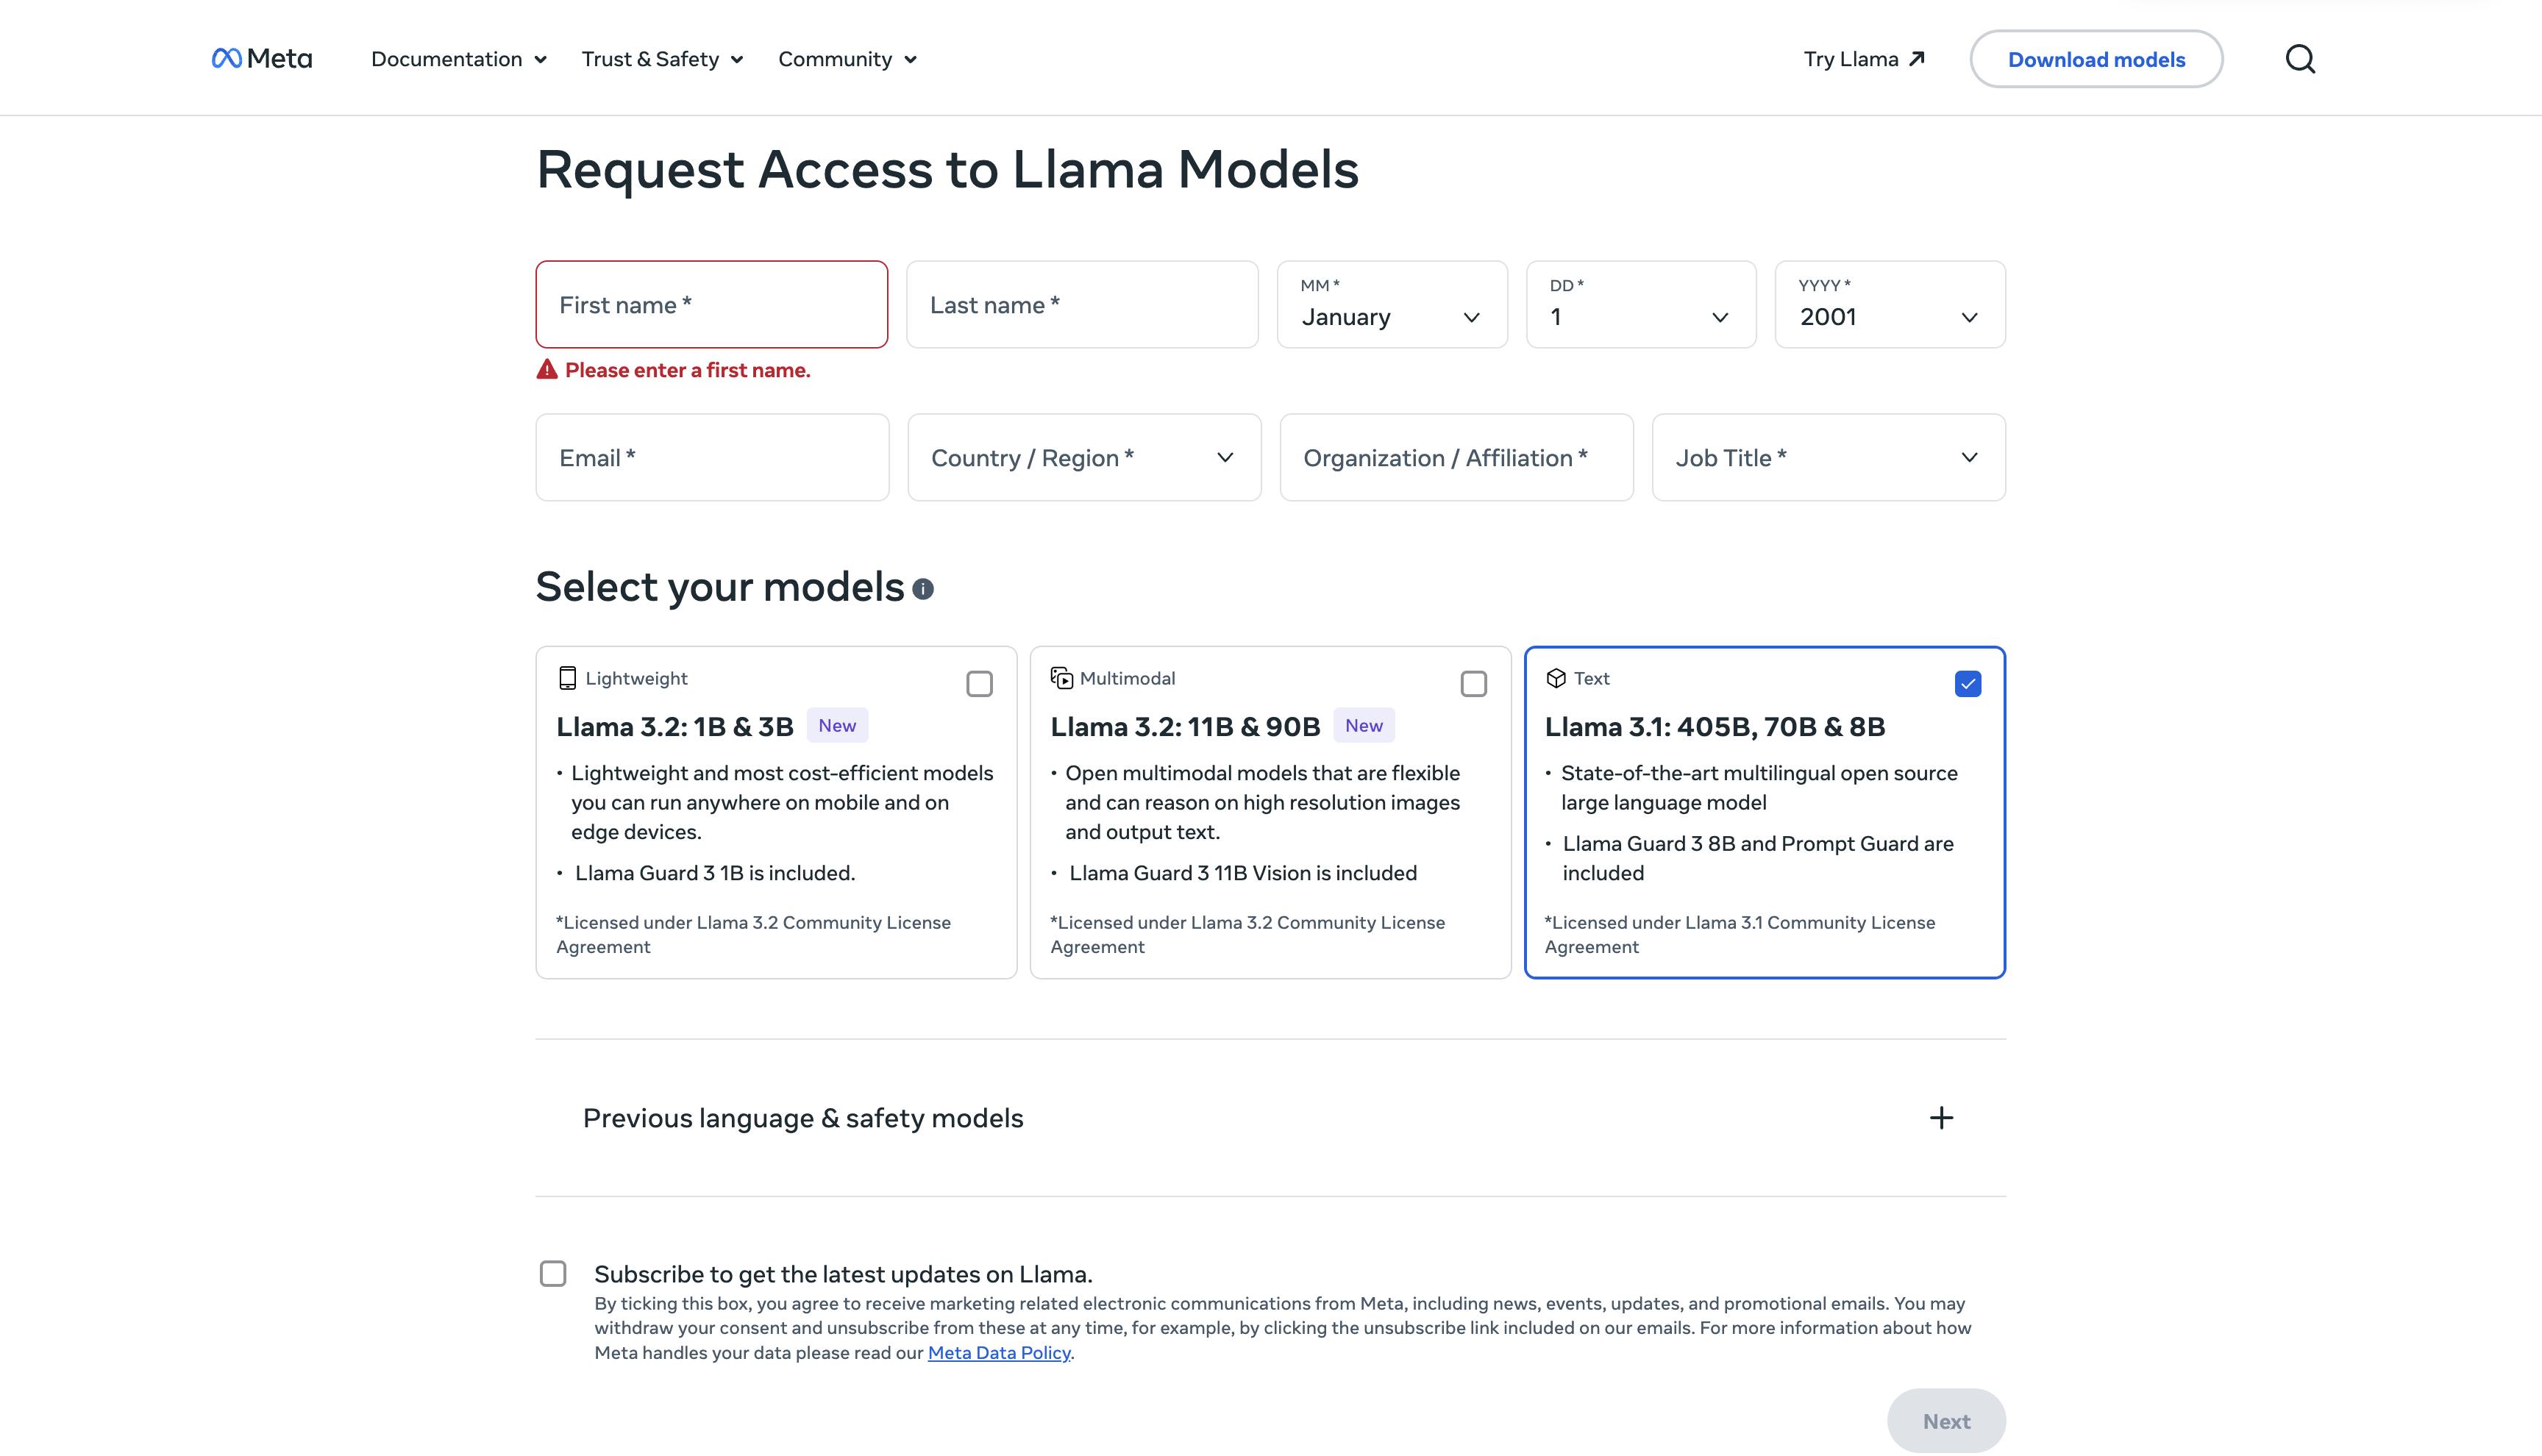 Meta Documentation Trust & Safety Community Try Llama Download models
Request Access to Llama Models
First name * Last name * MM * January DD * 1 YYYY * 2001
Please enter a first name.
Email * Country / Region * Organization / Affiliation * Job Title *
Select your models
Lightweight
Llama 3.2: 1B & 3B New
• Lightweight and most cost-efficient models
you can run anywhere on mobile and on
edge devices.
• Llama Guard 3 1B is included.
*Licensed under Llama 3.2 Community License
Agreement
Multimodal
Llama 3.2: 11B & 90B New
• Open multimodal models that are flexible
and can reason on high resolution images
and output text.
• Llama Guard 3 11B Vision is included
*Licensed under Llama 3.2 Community License
Agreement
Text
Llama 3.1: 405B, 70B & 8B
• State-of-the-art multilingual open source
large language model
• Llama Guard 3 8B and Prompt Guard are
included
*Licensed under Llama 3.1 Community License
Agreement
Previous language & safety models
Subscribe to get the latest updates on Llama.
By ticking this box, you agree to receive marketing related electronic communications from Meta, including news, events, updates, and promotional emails. You may
withdraw your consent and unsubscribe from these at any time, for example, by clicking the unsubscribe link included on our emails. For more information about how
Meta handles your data please read our Meta Data Policy.
Next